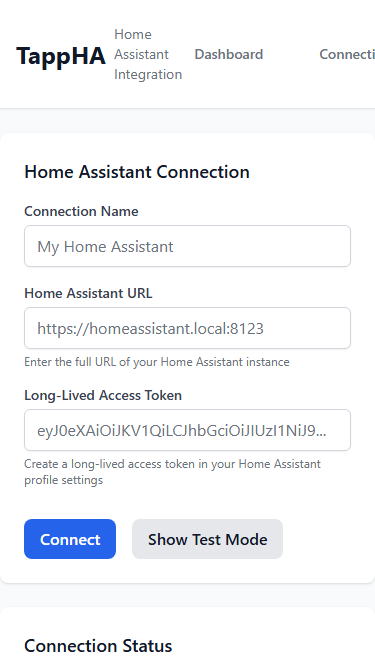 TappHA
Home
Assistant
Integration
Dashboard
Connecti
Home Assistant Connection
Connection Name
My Home Assistant
Home Assistant URL
https://homeassistant.local:8123
Enter the full URL of your Home Assistant instance
Long-Lived Access Token
eyJ0eXAiOiJKV1QiLCJhbGciOiJIUzI1NiJ9...
Create a long-lived access token in your Home Assistant
profile settings
Connect
Show Test Mode
Connection Status